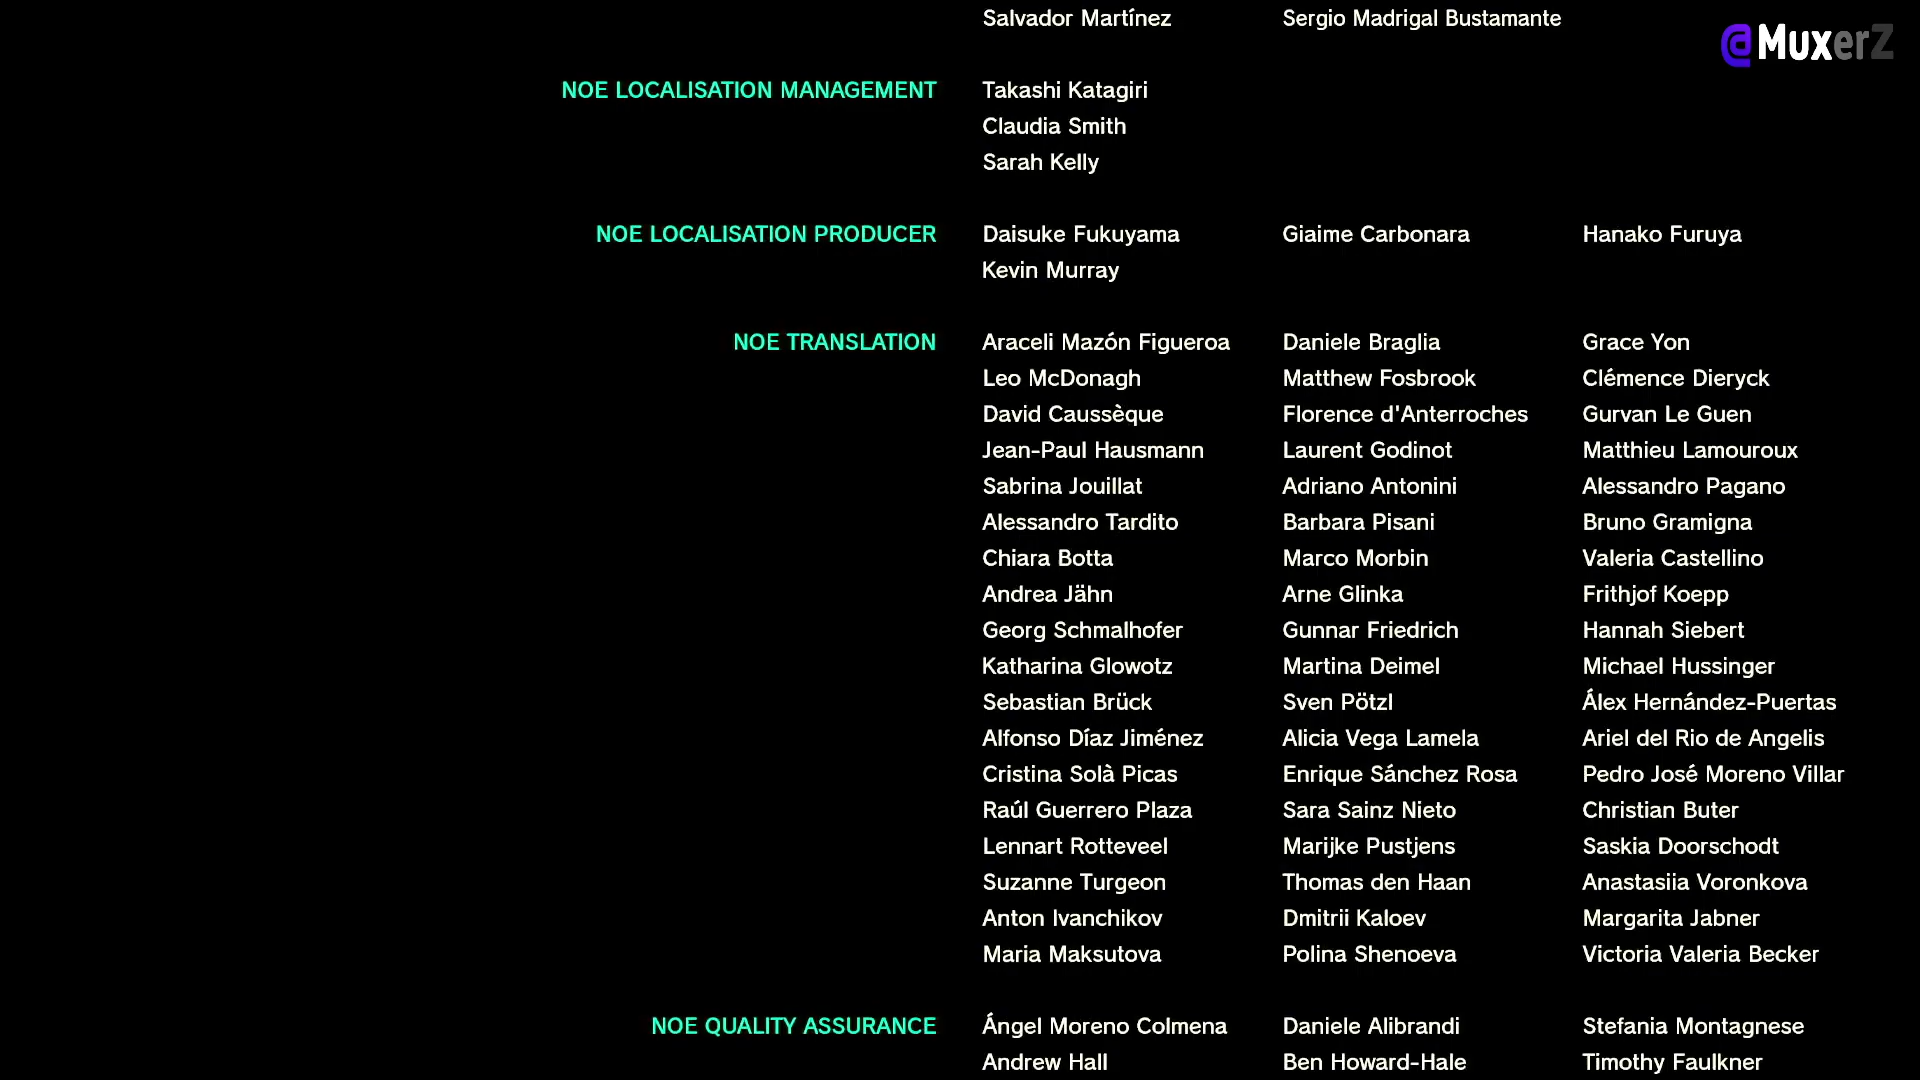 Salvador Martínez Sergio Madrigal Bustamante
@MuxerZ
NOE LOCALISATION MANAGEMENT Takashi Katagiri
Claudia Smith
Sarah Kelly
NOE LOCALISATION PRODUCER Daisuke Fukuyama Giaime Carbonara Hanako Furuya
Kevin Murray
NOE TRANSLATION Araceli Mazón Figueroa Daniele Braglia Grace Yon
Leo McDonagh Matthew Fosbrook Clémence Dieryck
David Caussèque Florence d'Anterroches Gurvan Le Guen
Jean-Paul Hausmann Laurent Godinot Matthieu Lamouroux
Sabrina Jouillat Adriano Antonini Alessandro Pagano
Alessandro Tardito Barbara Pisani Bruno Gramigna
Chiara Botta Marco Morbin Valeria Castellino
Andrea Jähn Arne Glinka Frithjof Koepp
Georg Schmalhofer Gunnar Friedrich Hannah Siebert
Katharina Glowotz Martina Deimel Michael Hussinger
Sebastian Brück Sven Pötzl Álex Hernández-Puertas
Alfonso Díaz Jiménez Alicia Vega Lamela Ariel del Rio de Angelis
Cristina Solà Picas Enrique Sánchez Rosa Pedro José Moreno Villar
Raúl Guerrero Plaza Sara Sainz Nieto Christian Buter
Lennart Rotteveel Marijke Pustjens Saskia Doorschodt
Suzanne Turgeon Thomas den Haan Anastasiia Voronkova
Anton Ivanchikov Dmitrii Kaloev Margarita Jabner
Maria Maksutova Polina Shenoeva Victoria Valeria Becker
NOE QUALITY ASSURANCE Ángel Moreno Colmena Daniele Alibrandi Stefania Montagnese
Andrew Hall Ben Howard-Hale Timothy Faulkner